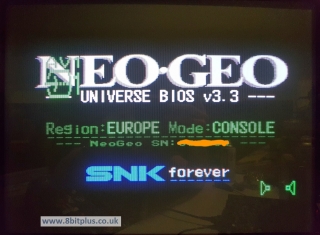 NEO·GEO
UNIVERSE BIOS v3.3 ---
Region:EUROPE Mode:CONSOLE
--- NeoGeo SN:
SNK forever
www.8bitplus.co.uk